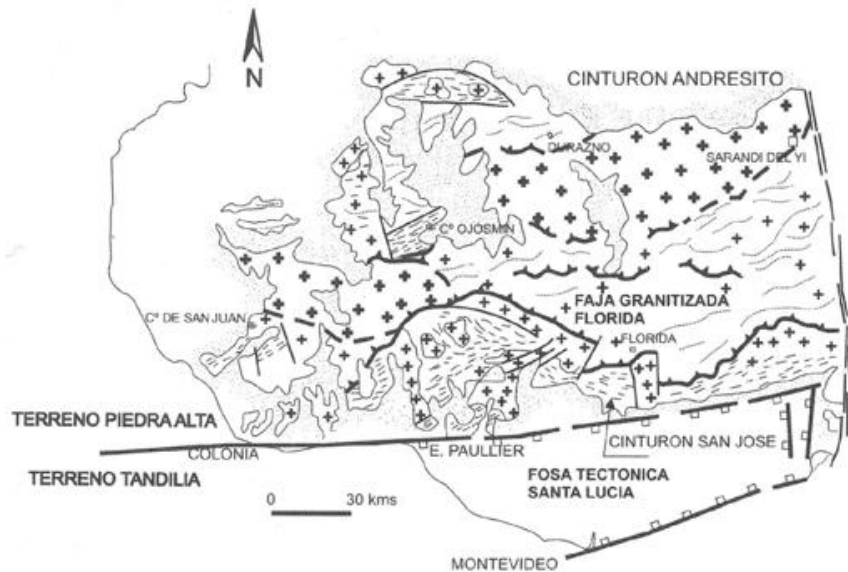 N
CINTURON ANDRESITO
DURAZNO
SARANDI DEL YI
Cº OJOSMIN
FAJA GRANITIZADA
FLORIDA
Cº DE SAN JUAN
FLORIDA
TERRENO PIEDRA ALTA
COLONIA
E. PAULLIER
CINTURON SAN JOSE
TERRENO TANDILIA
FOSA TECTONICA
SANTA LUCIA
0 30 kms
MONTEVIDEO